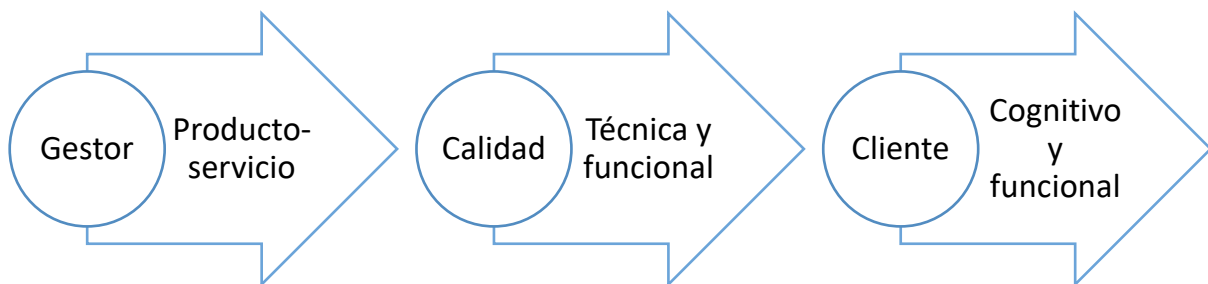 Gestor
Producto-
servicio
Calidad
Técnica y
funcional
Cliente
Cognitivo
y
funcional